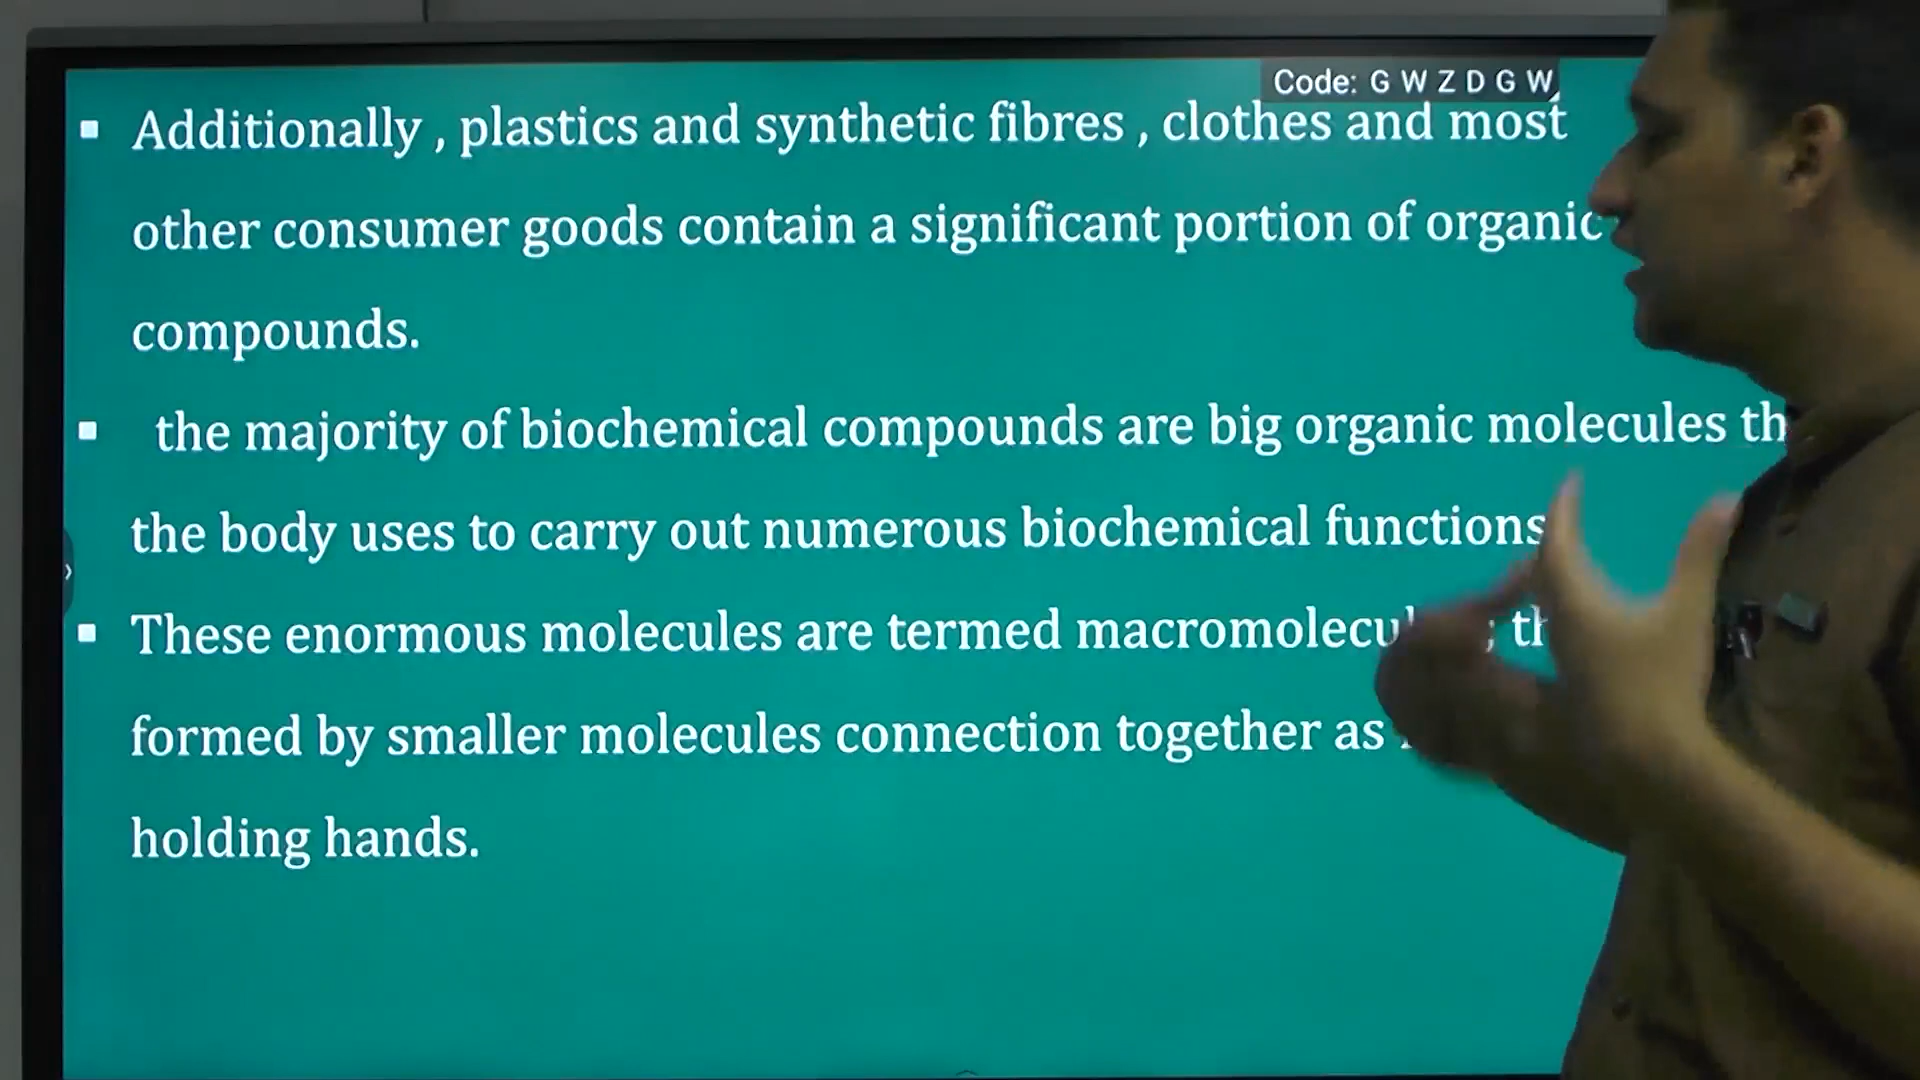 Code: G W Z D G W
▪ Additionally , plastics and synthetic fibres , clothes and most
other consumer goods contain a significant portion of organic
compounds.
▪ the majority of biochemical compounds are big organic molecules
the body uses to carry out numerous biochemical functions
▪ These enormous molecules are termed
formed by smaller molecules connection together as
holding hands.